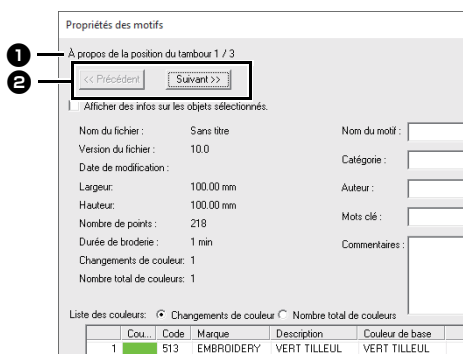 Propriétés des motifs
❶ À propos de la position du tambour 1 / 3
❷ << Précédent Suivant >>
Afficher des infos sur les objets sélectionnés.
Nom du fichier : Sans titre Nom du motif :
Version du fichier : 10.0
Catégorie :
Date de modification :
Largeur: 100.00 mm Auteur :
Hauteur: 100.00 mm
Mots clé :
Nombre de points : 218
Durée de broderie : 1 min Commentaires :
Changements de couleur: 1
Nombre total de couleurs: 1
Liste des couleurs: Changements de couleur Nombre total de couleurs
Cou... Code Marque Description Couleur de base
1 513 EMBROIDERY VERT TILLEUL VERT TILLEUL